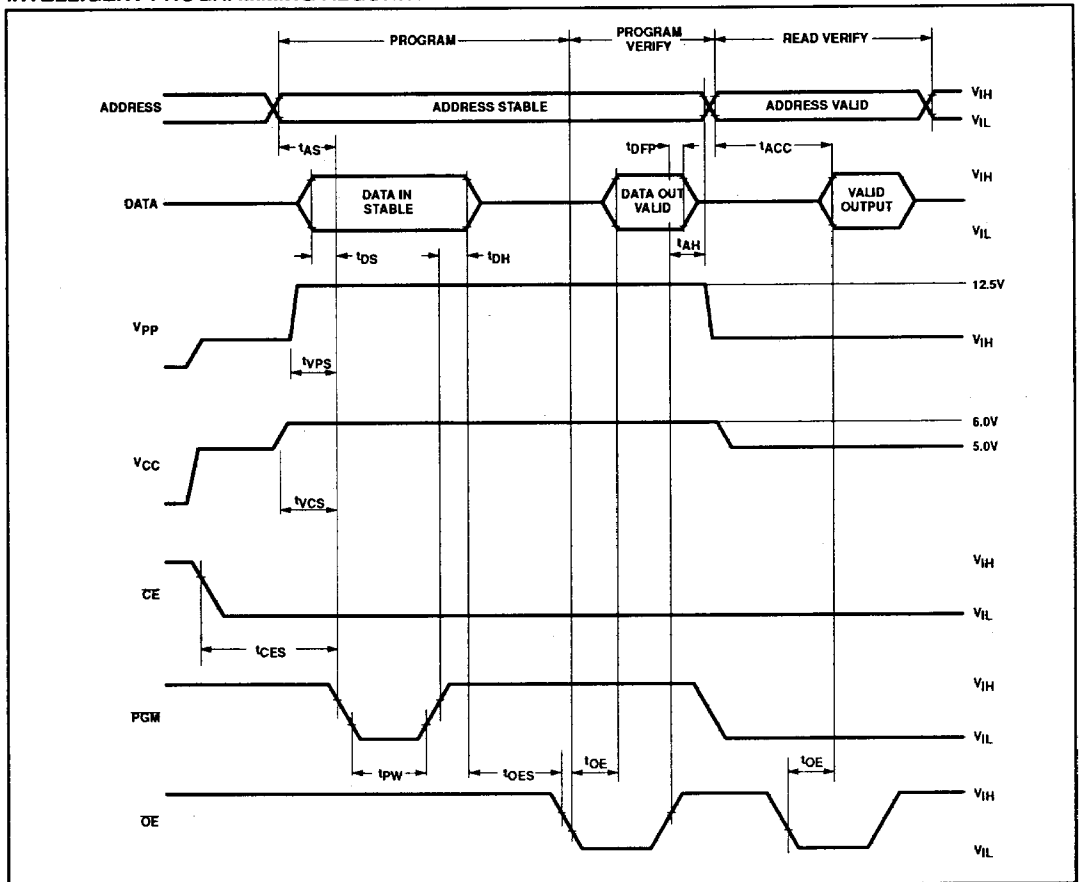 PROGRAM
PROGRAM
VERIFY
READ VERIFY
ADDRESS
ADDRESS STABLE
ADDRESS VALID
VIH
VIL
tAS
tDFP
tACC
DATA
DATA IN
STABLE
DATA OUT
VALID
VALID
OUTPUT
VIH
VIL
tDS
tDH
tAH
VPP
12.5V
VIH
tVPS
VCC
6.0V
5.0V
tVCS
CE
VIH
VIL
tCES
PGM
VIH
VIL
tPW
tOES
tOE
tOE
OE
VIH
VIL